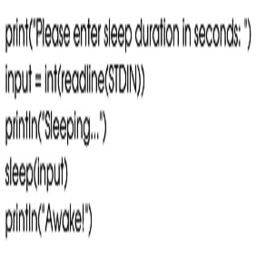 print("Please enter sleep duration in seconds: ")
input = int(readline(STDIN))
println("Sleeping...")
sleep(input)
println("Awake!")